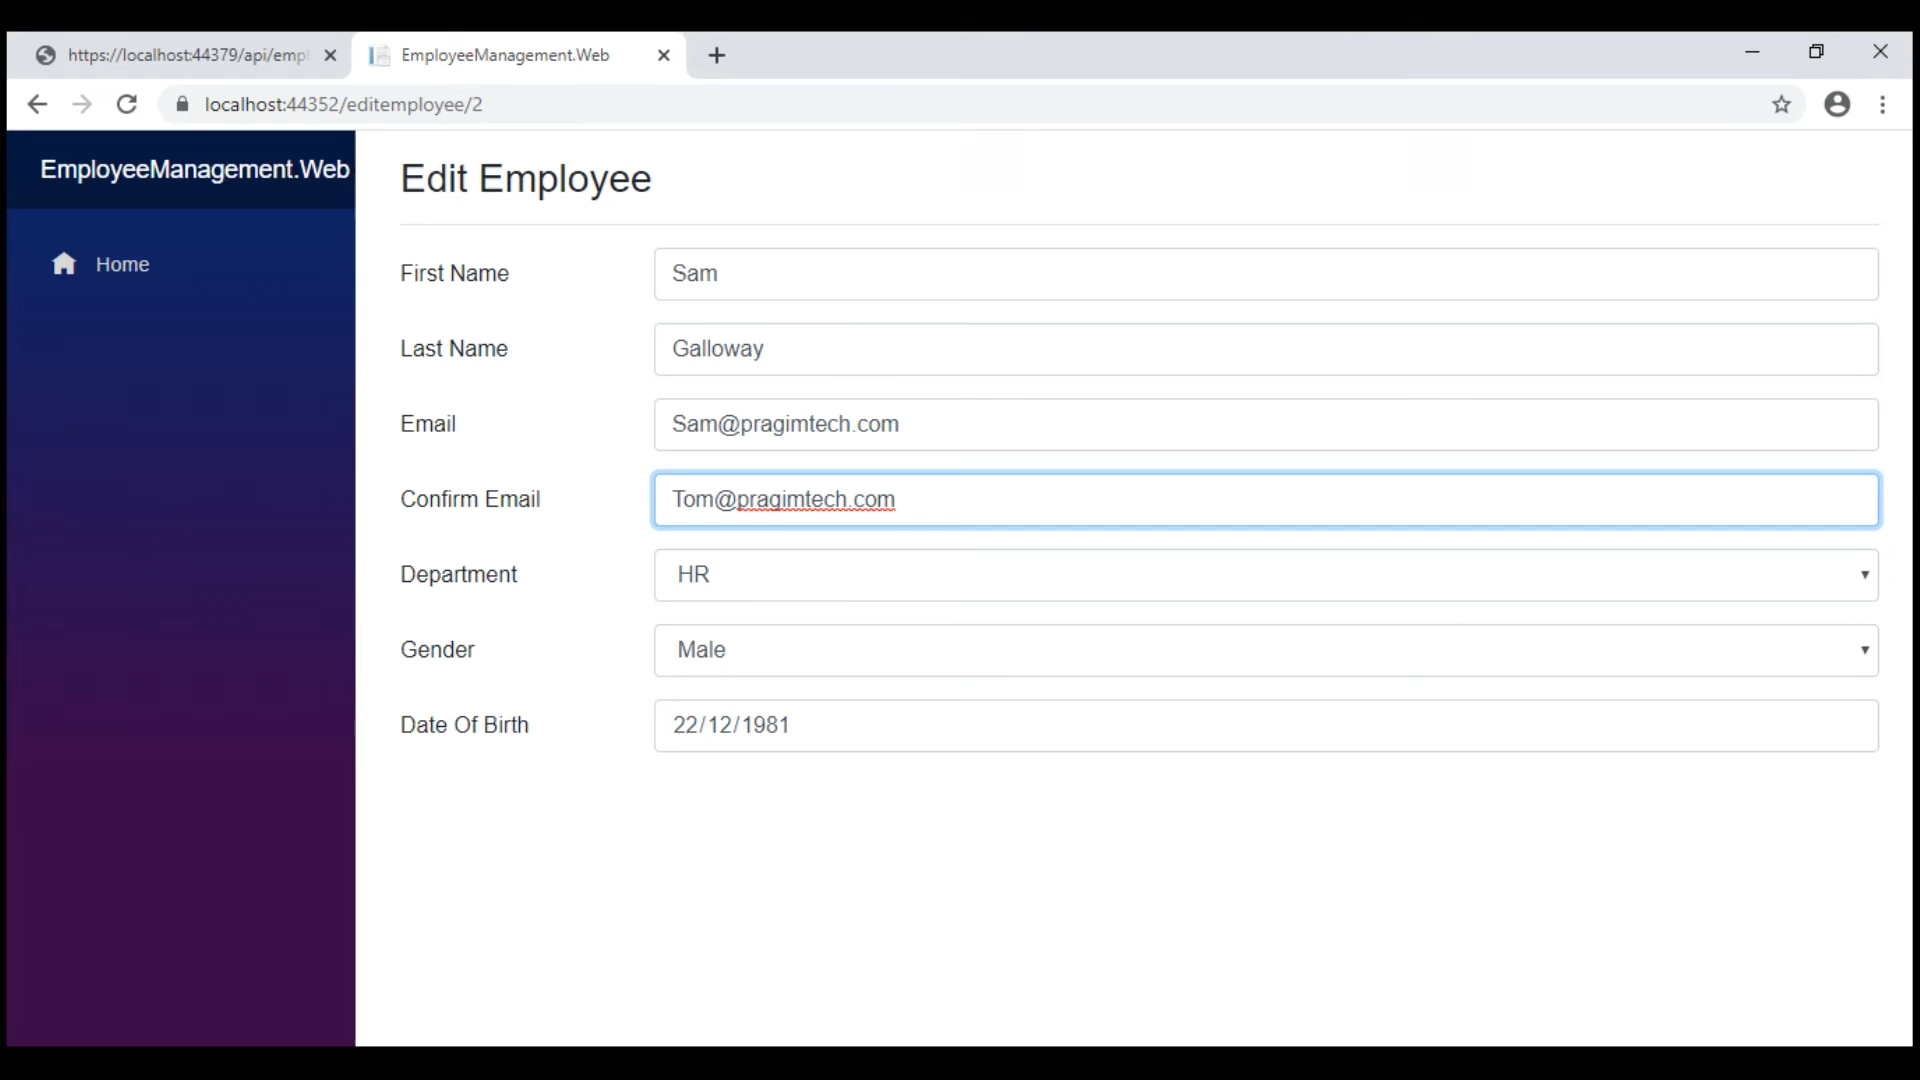 https://localhost:44379/api/empl
EmployeeManagement.Web
localhost:44352/editemployee/2
EmployeeManagement.Web
Home
Edit Employee
First Name
Sam
Last Name
Galloway
Email
Sam@pragimtech.com
Confirm Email
Tom@pragimtech.com
Department
HR
Gender
Male
Date Of Birth
22/12/1981